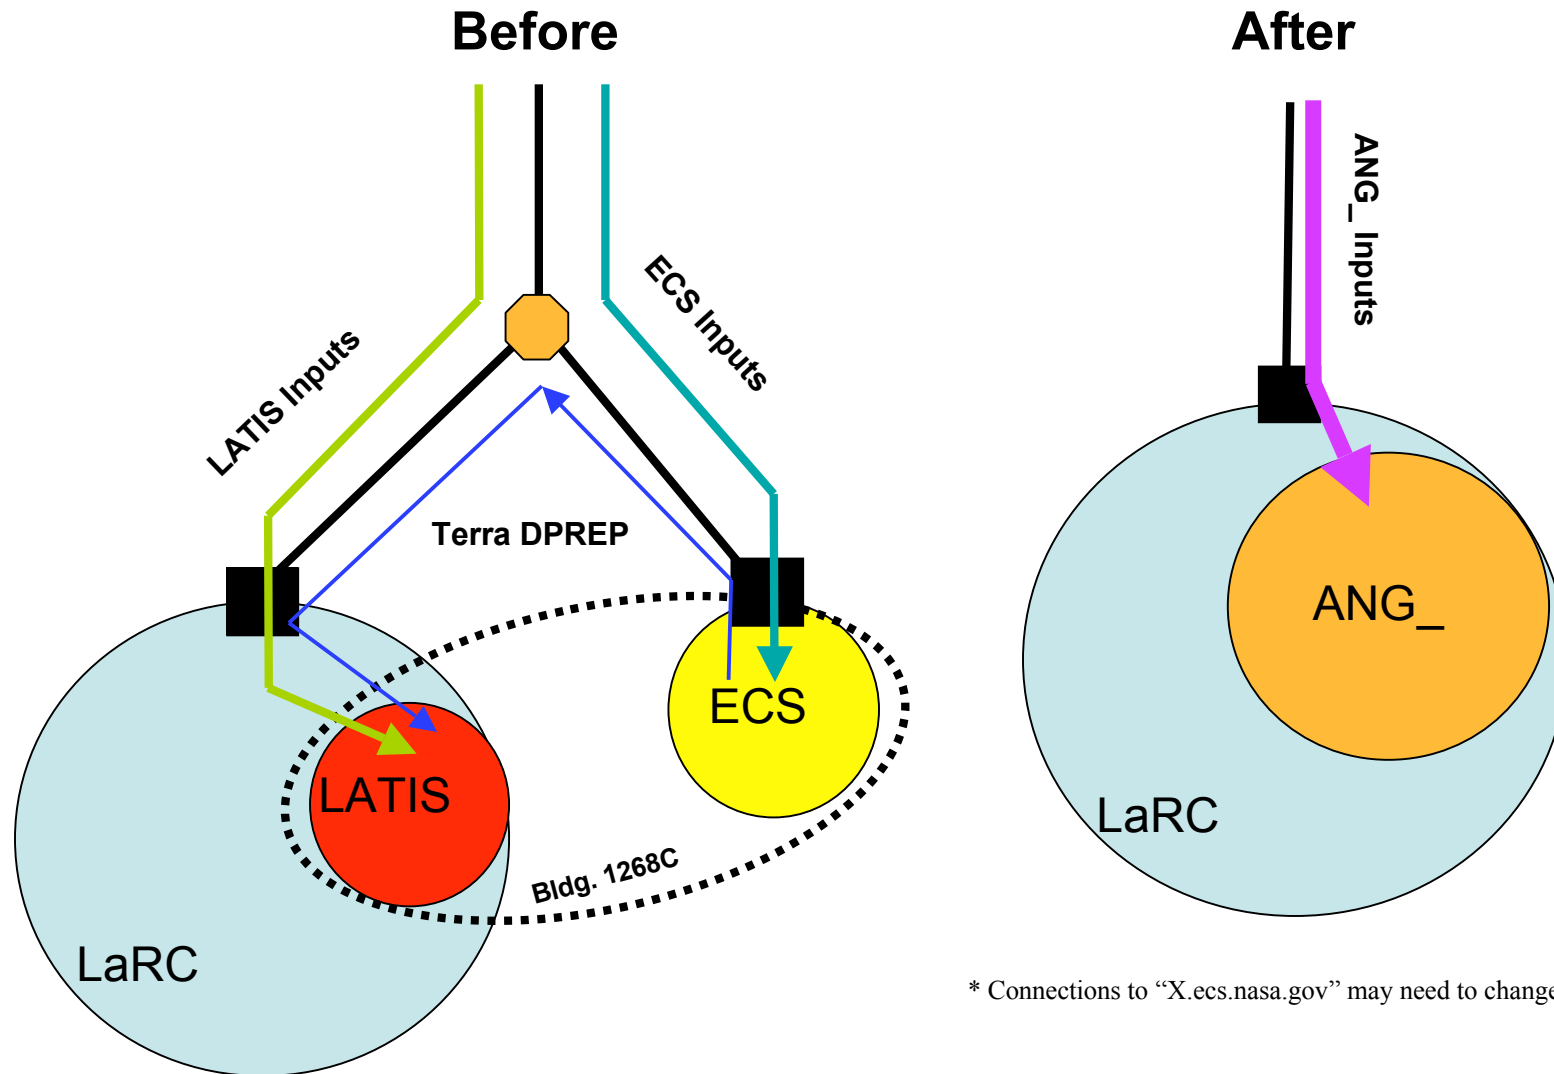 Before
After
LATIS Inputs
ECS Inputs
ANG_ Inputs
Terra DPREP
ECS
LATIS
Bldg. 1268C
LaRC
ANG_
LaRC
* Connections to “X.ecs.nasa.gov” may need to change